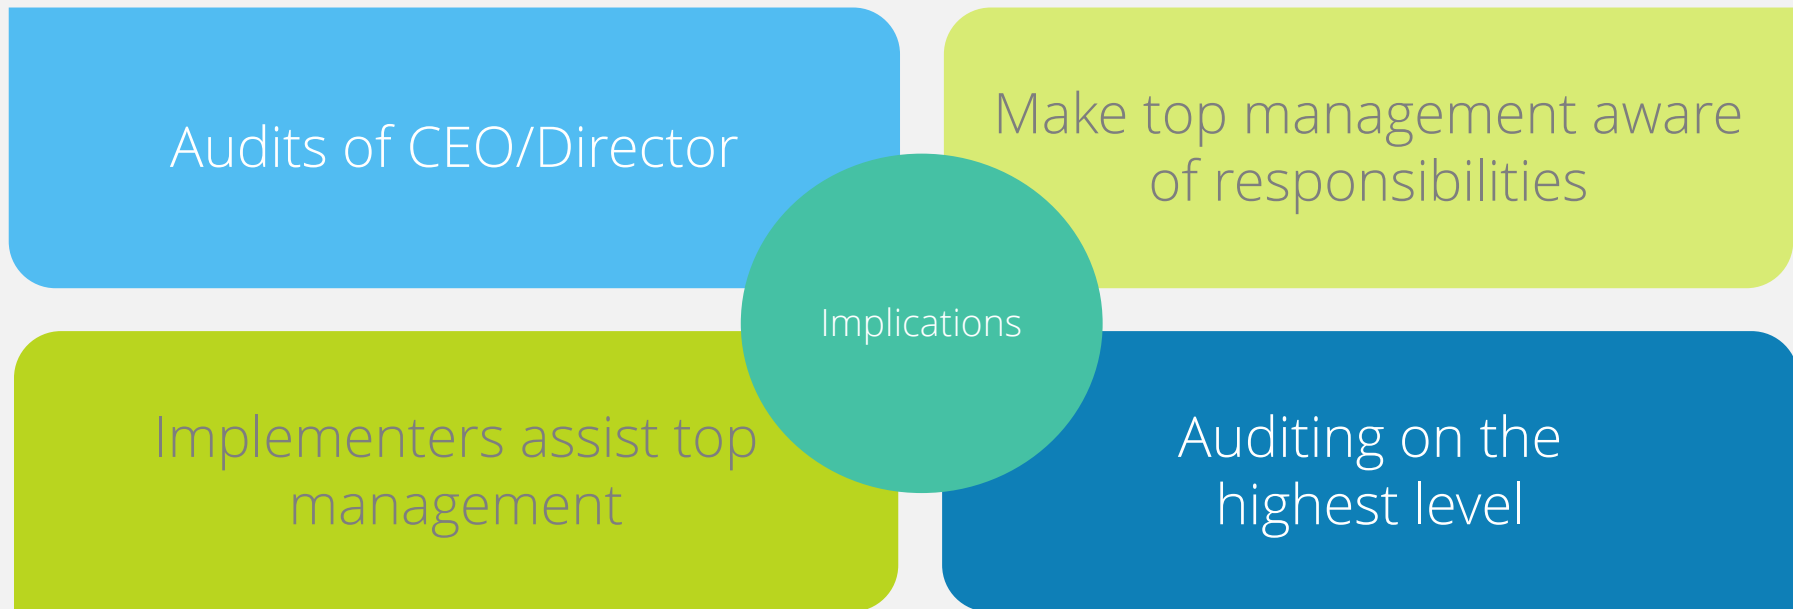 Audits of CEO/Director
Make top management aware
of responsibilities
Implications
Implementers assist top
management
Auditing on the
highest level